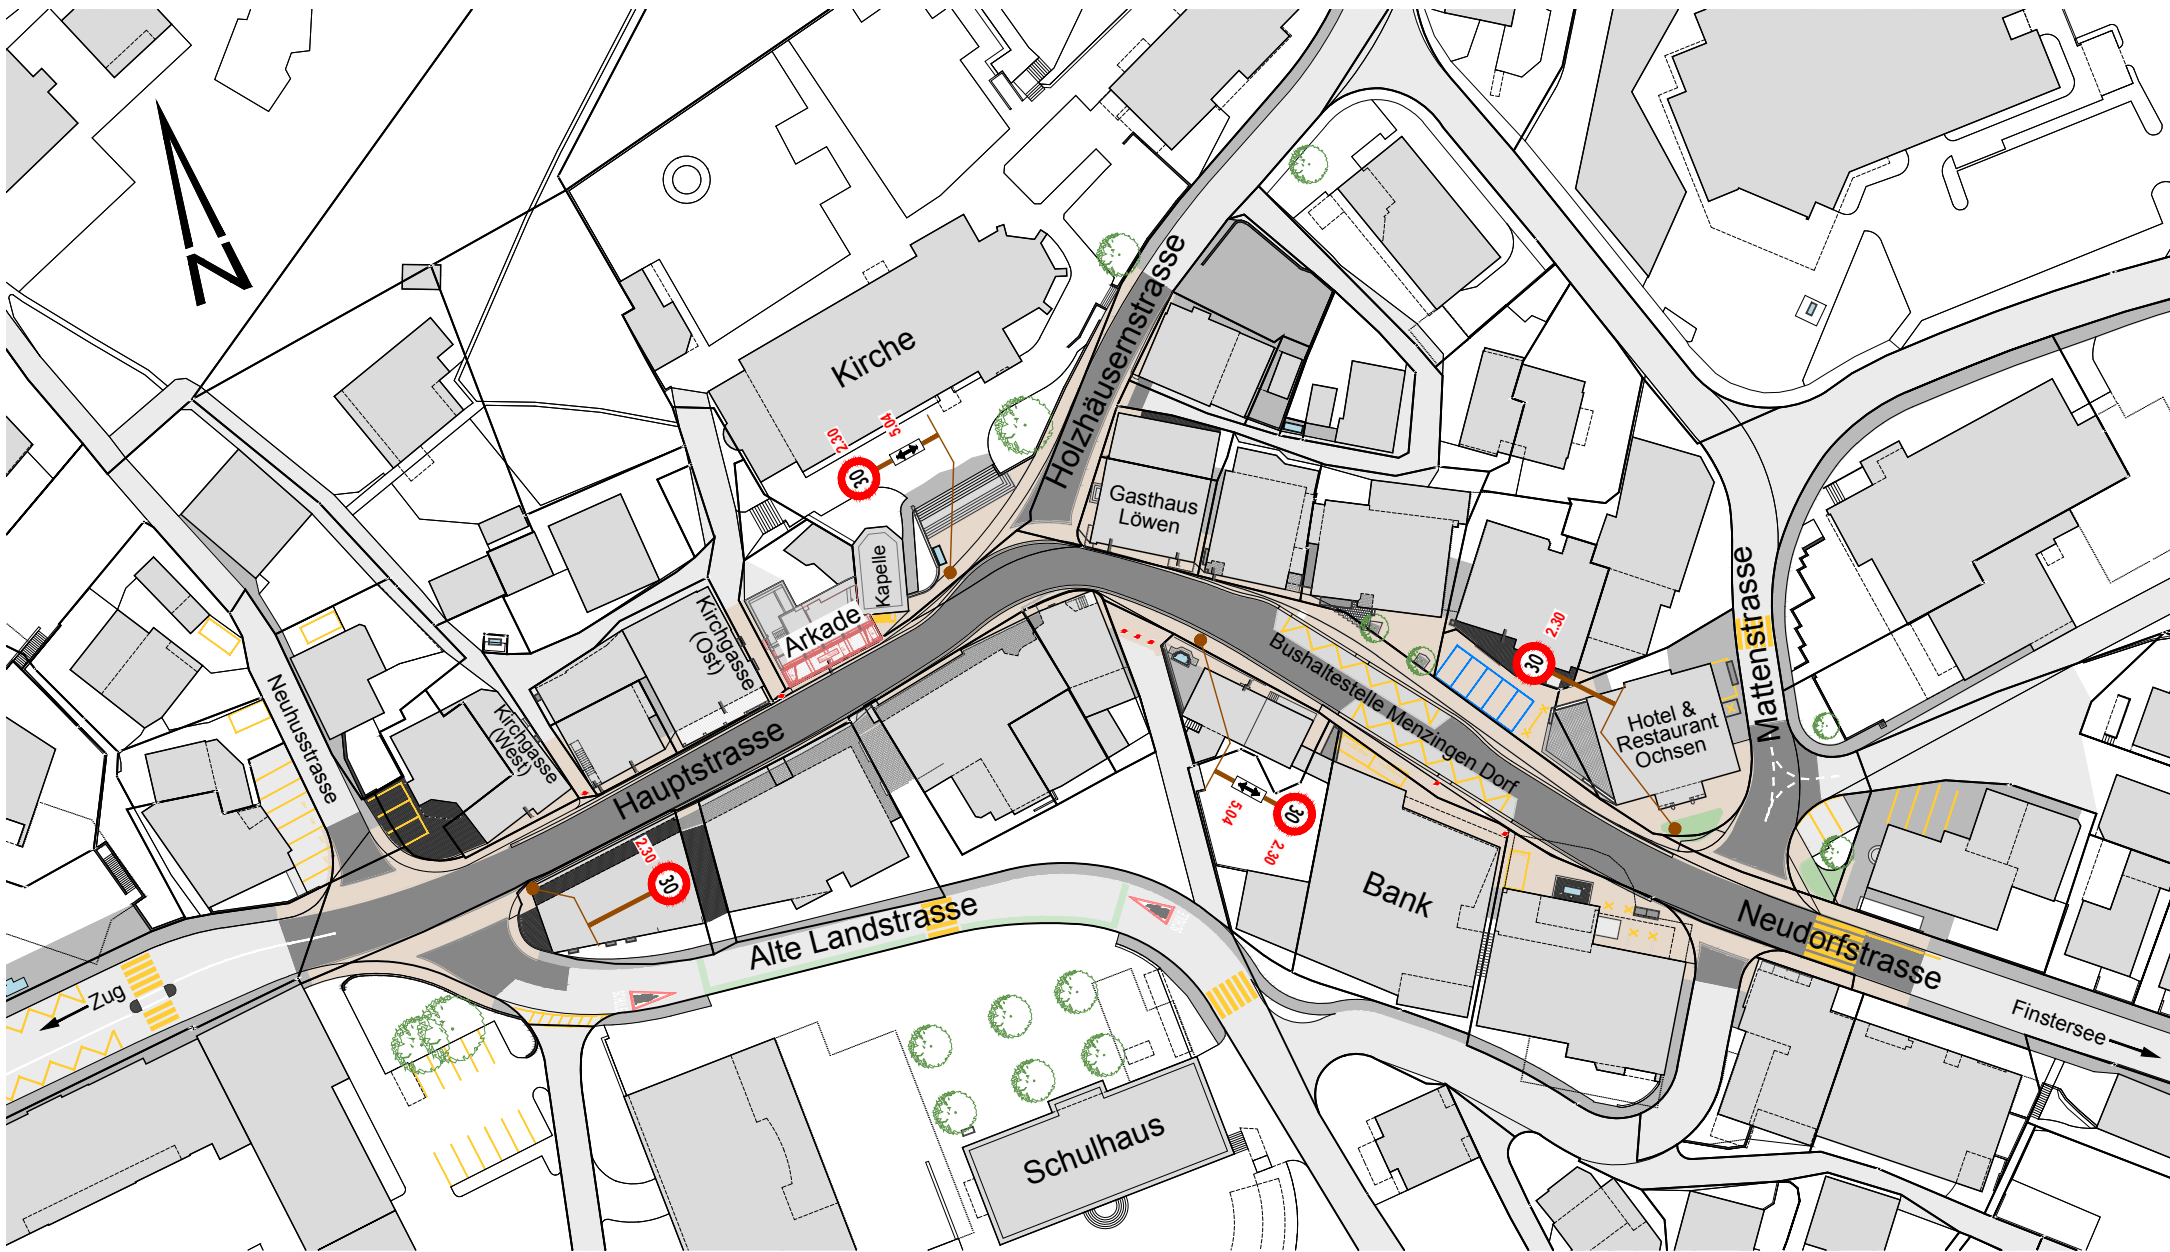 N
Kirche
Holzhäusernstrasse
5.04
2.30
30
Gasthaus
Löwen
Kapelle
Arkade
Kirchgasse
(Ost)
Kirchgasse
(West)
Neuhusstrasse
Hauptstrasse
2.30
30
Bushaltestelle Menzingen Dorf
2.30
30
Mattenstrasse
Hotel &
Restaurant
Ochsen
5.04
2.30
30
Bank
Alte Landstrasse
Neudorfstrasse
Zug
Finstersee
Schulhaus